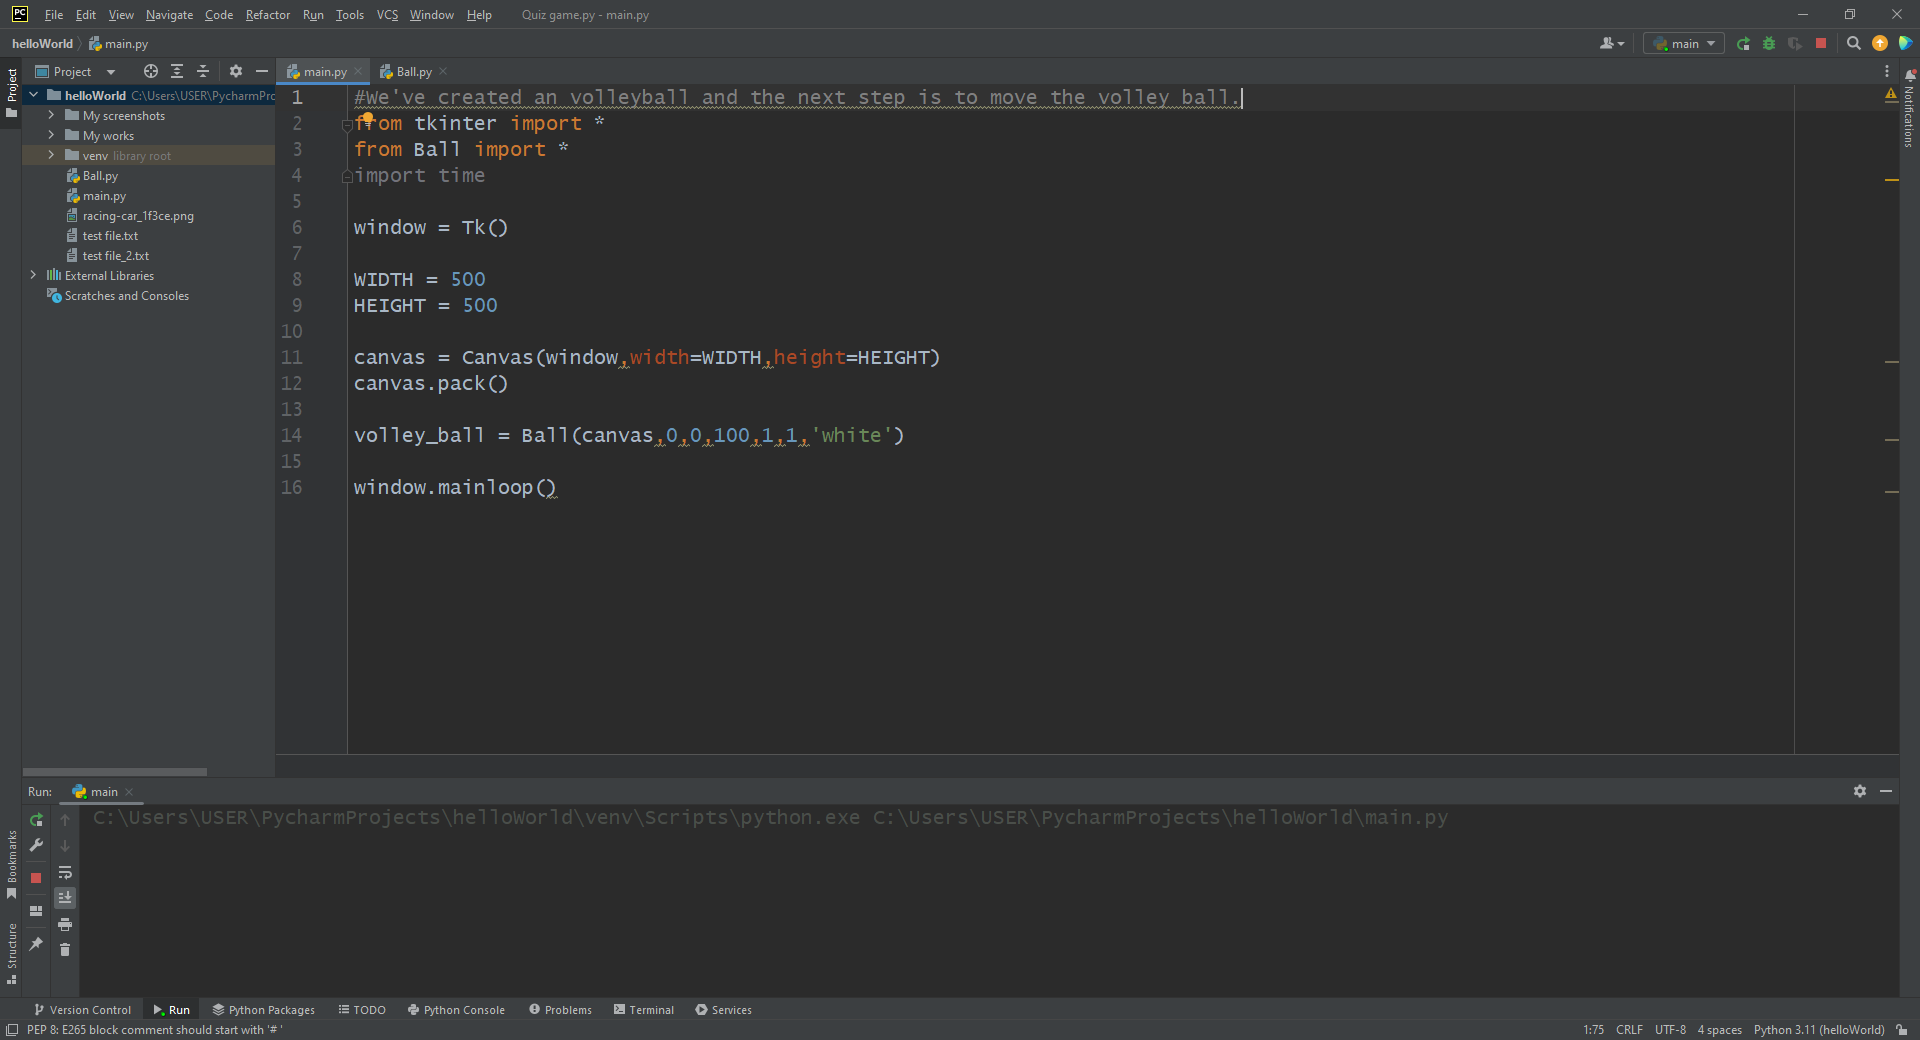 PC File Edit View Navigate Code Refactor Run Tools VCS Window Help Quiz game.py - main.py
helloWorld main.py main
Project main.py Ball.py
Project
helloWorld C:\Users\USER\PycharmPrc
My screenshots
My works
venv library root
Ball.py
main.py
racing-car_1f3ce.png
test file.txt
test file_2.txt
External Libraries
Scratches and Consoles
1 #We've created an volleyball and the next step is to move the volley ball.
2 from tkinter import *
3 from Ball import *
4 import time
5
6 window = Tk()
7
8 WIDTH = 500
9 HEIGHT = 500
10
11 canvas = Canvas(window,width=WIDTH,height=HEIGHT)
12 canvas.pack()
13
14 volley_ball = Ball(canvas,0,0,100,1,1,'white')
15
16 window.mainloop()
Notifications
Run: main
C:\Users\USER\PycharmProjects\helloWorld\venv\Scripts\python.exe C:\Users\USER\PycharmProjects\helloWorld\main.py
Bookmarks
Structure
Version Control Run Python Packages TODO Python Console Problems Terminal Services
PEP 8: E265 block comment should start with '# ' 1:75 CRLF UTF-8 4 spaces Python 3.11 (helloWorld)